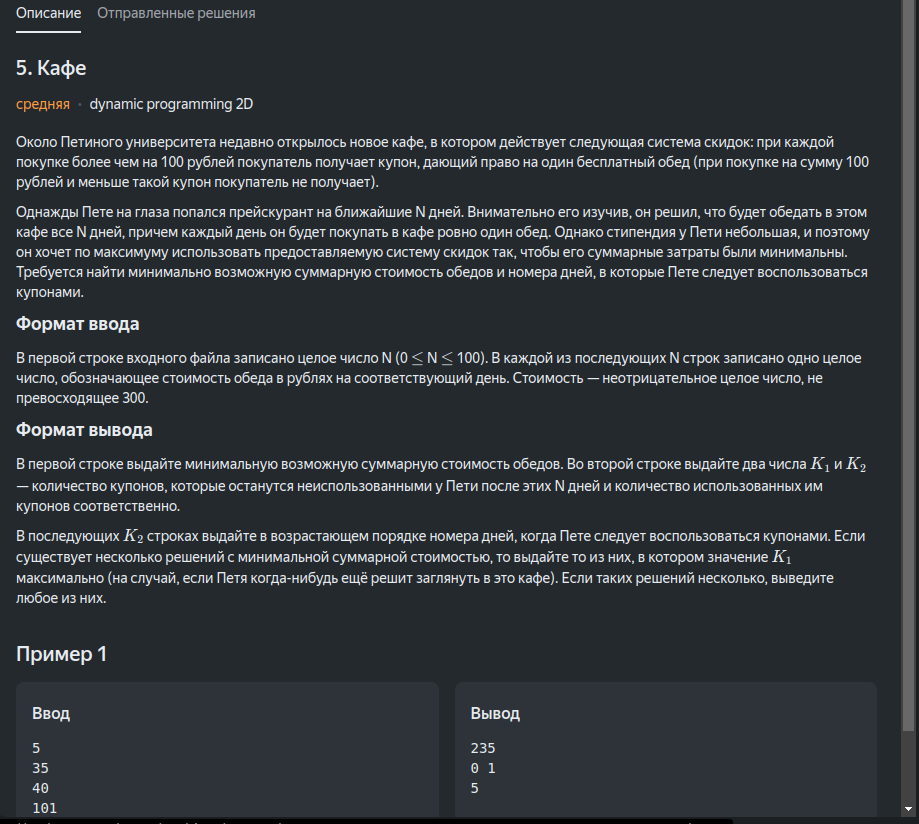 Описание Отправленные решения
5. Кафе
средняя · dynamic programming 2D
Около Петиного университета недавно открылось новое кафе, в котором действует следующая система скидок: при каждой
покупке более чем на 100 рублей покупатель получает купон, дающий право на один бесплатный обед (при покупке на сумму 100
рублей и меньше такой купон покупатель не получает).
Однажды Пете на глаза попался прейскурант на ближайшие N дней. Внимательно его изучив, он решил, что будет обедать в этом
кафе все N дней, причем каждый день он будет покупать в кафе ровно один обед. Однако стипендия у Пети небольшая, и поэтому
он хочет по максимуму использовать предоставляемую систему скидок так, чтобы его суммарные затраты были минимальны.
Требуется найти минимально возможную суммарную стоимость обедов и номера дней, в которые Пете следует воспользоваться
купонами.
Формат ввода
В первой строке входного файла записано целое число N (0 ≤ N ≤ 100). В каждой из последующих N строк записано одно целое
число, обозначающее стоимость обеда в рублях на соответствующий день. Стоимость — неотрицательное целое число, не
превосходящее 300.
Формат вывода
В первой строке выдайте минимальную возможную суммарную стоимость обедов. Во второй строке выдайте два числа K₁ и K₂
— количество купонов, которые останутся неиспользованными у Пети после этих N дней и количество использованных им
купонов соответственно.
В последующих K₂ строках выдайте в возрастающем порядке номера дней, когда Пете следует воспользоваться купонами. Если
существует несколько решений с минимальной суммарной стоимостью, то выдайте то из них, в котором значение K₁
максимально (на случай, если Петя когда-нибудь ещё решит заглянуть в это кафе). Если таких решений несколько, выведите
любое из них.
Пример 1
Ввод
5
35
40
101
Вывод
235
0 1
5